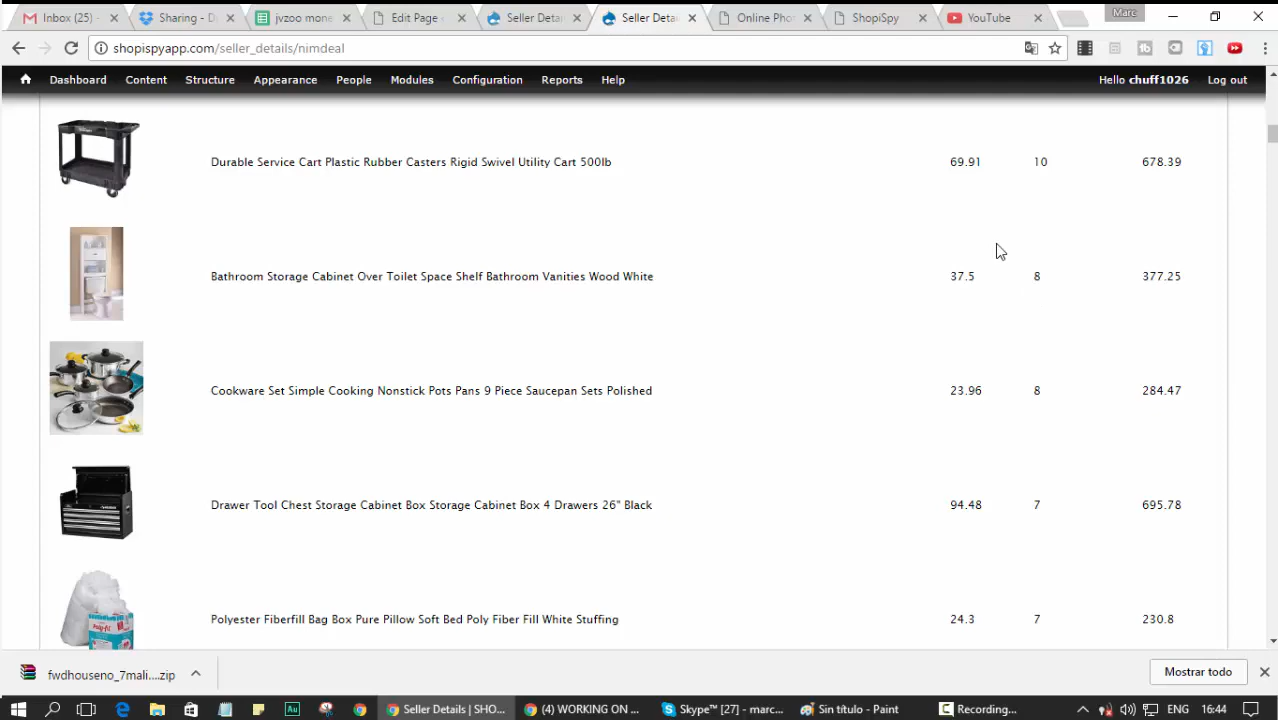 Inbox (25)
Sharing - D
jvzoo mone
Edit Page
Seller Deta
Seller Deta
Online Pho
ShopiSpy
YouTube
Marc
shopispyapp.com/seller_details/nimdeal
Dashboard Content Structure Appearance People Modules Configuration Reports Help Hello chuff1026 Log out
Durable Service Cart Plastic Rubber Casters Rigid Swivel Utility Cart 500lb 69.91 10 678.39
Bathroom Storage Cabinet Over Toilet Space Shelf Bathroom Vanities Wood White 37.5 8 377.25
Cookware Set Simple Cooking Nonstick Pots Pans 9 Piece Saucepan Sets Polished 23.96 8 284.47
Drawer Tool Chest Storage Cabinet Box Storage Cabinet Box 4 Drawers 26" Black 94.48 7 695.78
Polyester Fiberfill Bag Box Pure Pillow Soft Bed Poly Fiber Fill White Stuffing 24.3 7 230.8
fwdhouseno_7mali....zip
Mostrar todo
Seller Details | SHO...
(4) WORKING ON ...
Skype™ [27] - marc...
Sin título - Paint
Recording...
ENG 16:44